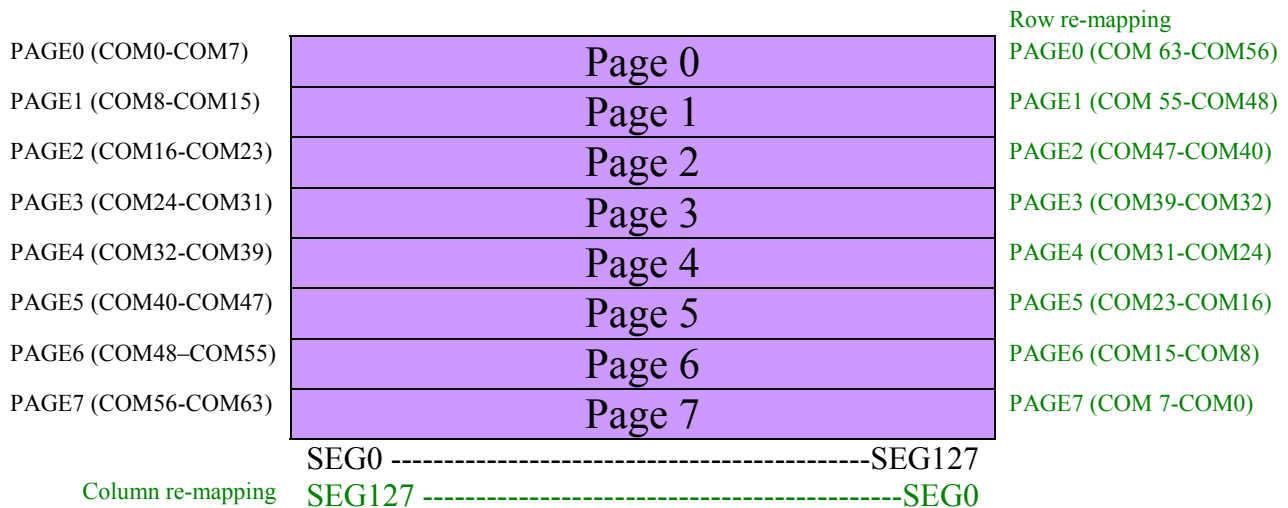 Row re-mapping
PAGE0 (COM0-COM7) Page 0 PAGE0 (COM 63-COM56)
PAGE1 (COM8-COM15) Page 1 PAGE1 (COM 55-COM48)
PAGE2 (COM16-COM23) Page 2 PAGE2 (COM47-COM40)
PAGE3 (COM24-COM31) Page 3 PAGE3 (COM39-COM32)
PAGE4 (COM32-COM39) Page 4 PAGE4 (COM31-COM24)
PAGE5 (COM40-COM47) Page 5 PAGE5 (COM23-COM16)
PAGE6 (COM48–COM55) Page 6 PAGE6 (COM15-COM8)
PAGE7 (COM56-COM63) Page 7 PAGE7 (COM 7-COM0)
SEG0 ---------------------------------------------SEG127
Column re-mapping SEG127 ---------------------------------------------SEG0